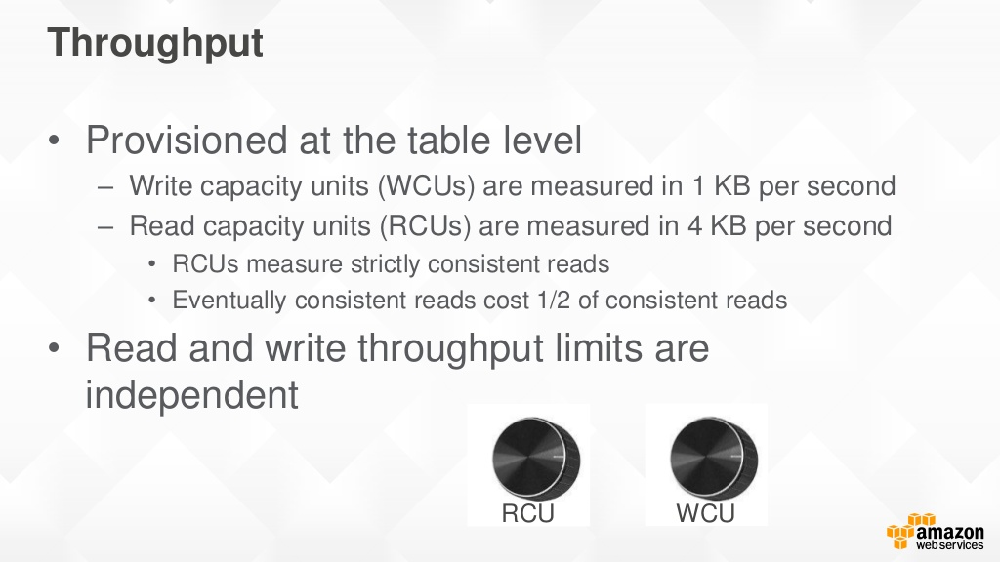 Throughput
• Provisioned at the table level
– Write capacity units (WCUs) are measured in 1 KB per second
– Read capacity units (RCUs) are measured in 4 KB per second
• RCUs measure strictly consistent reads
• Eventually consistent reads cost 1/2 of consistent reads
• Read and write throughput limits are
independent
RCU WCU
amazon
webservices